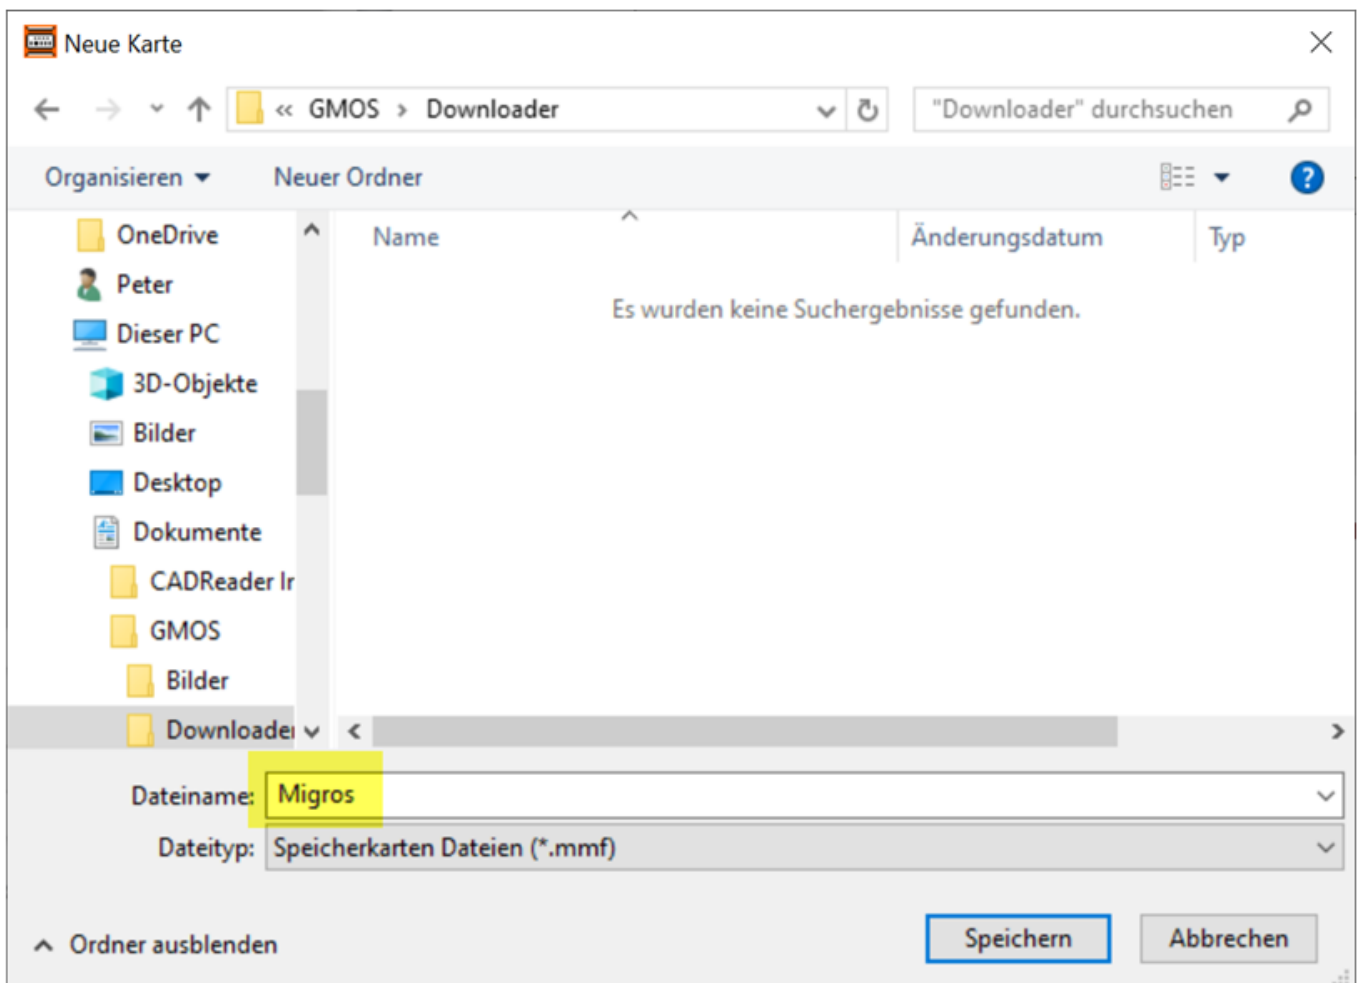 Neue Karte
« GMOS › Downloader
"Downloader" durchsuchen
Organisieren
Neuer Ordner
?
OneDrive
Peter
Dieser PC
3D-Objekte
Bilder
Desktop
Dokumente
CADReader Ir
GMOS
Bilder
Downloader
Name
Änderungsdatum
Typ
Es wurden keine Suchergebnisse gefunden.
Dateiname: Migros
Dateityp: Speicherkarten Dateien (*.mmf)
Ordner ausblenden
Speichern
Abbrechen